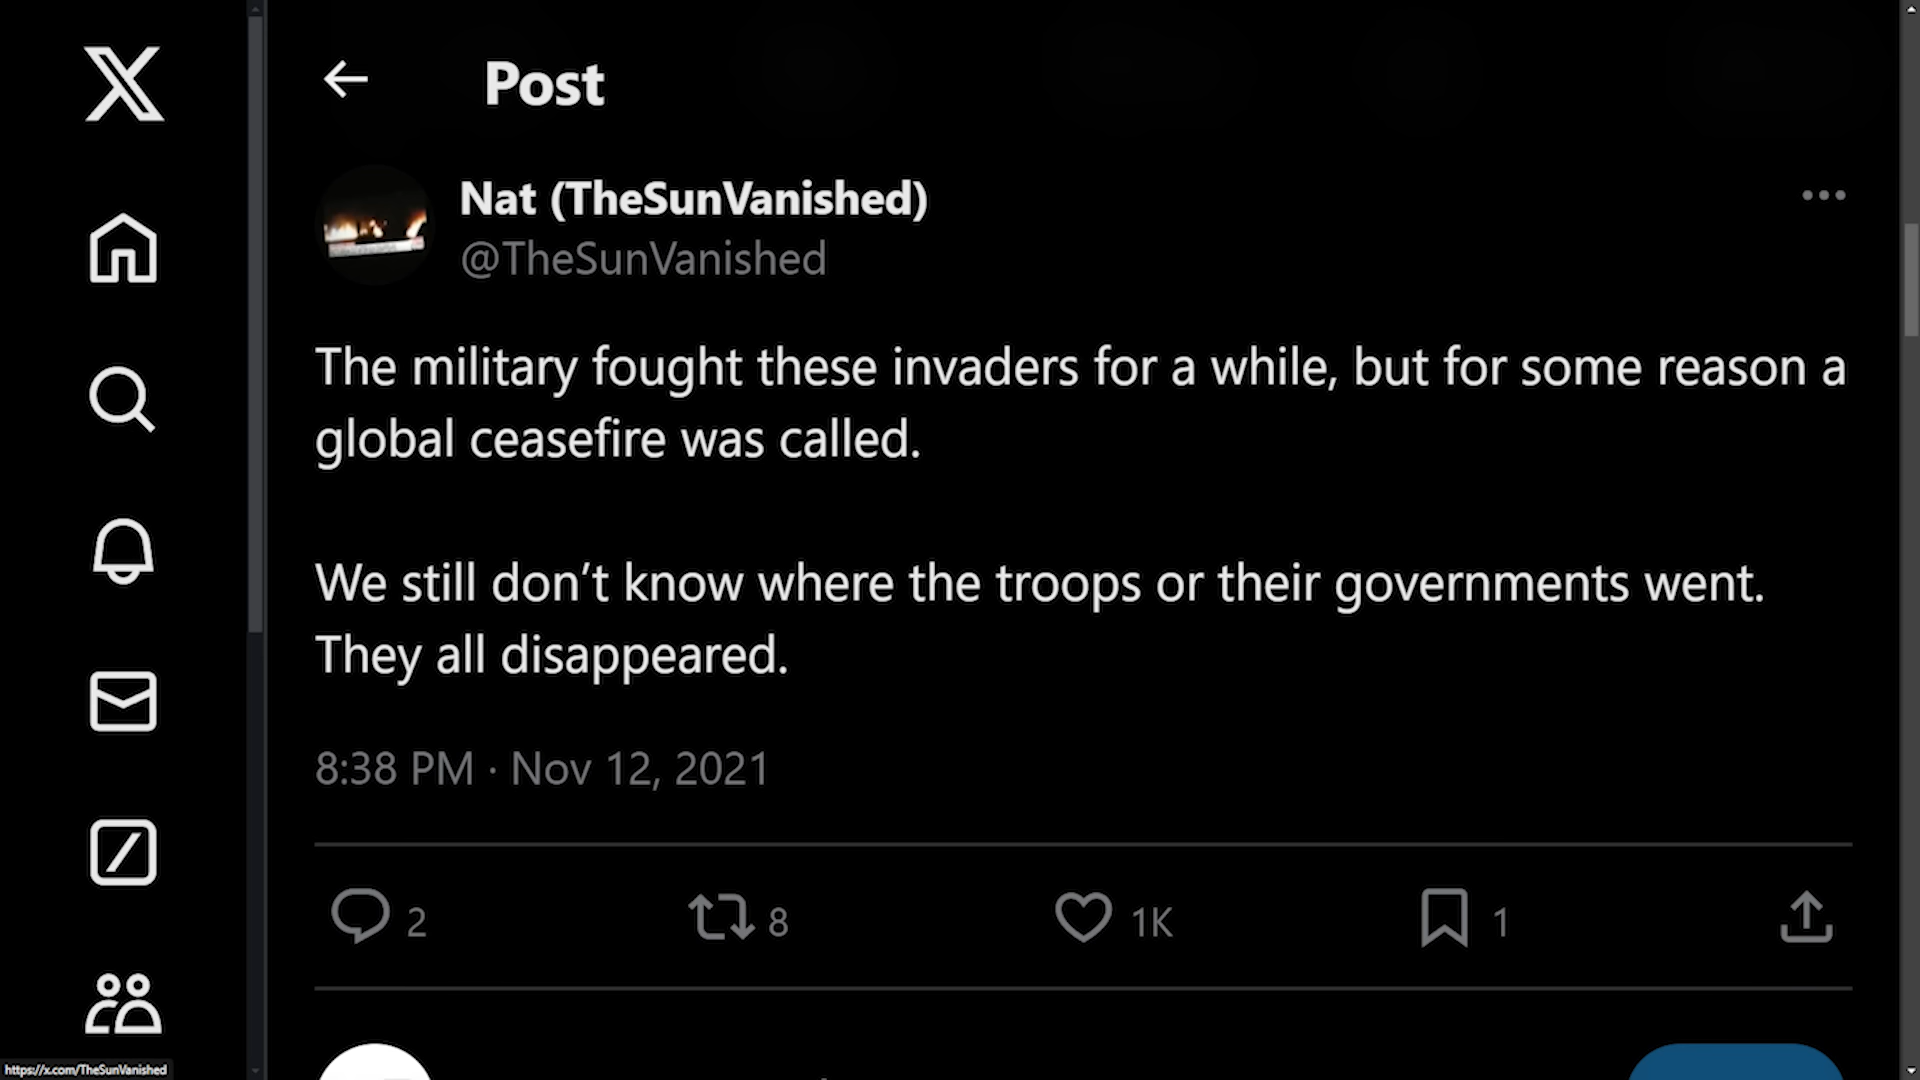 Post
Nat (TheSunVanished)
@TheSunVanished
The military fought these invaders for a while, but for some reason a
global ceasefire was called.
We still don’t know where the troops or their governments went.
They all disappeared.
8:38 PM · Nov 12, 2021
2 8 1K 1
https://x.com/TheSunVanished